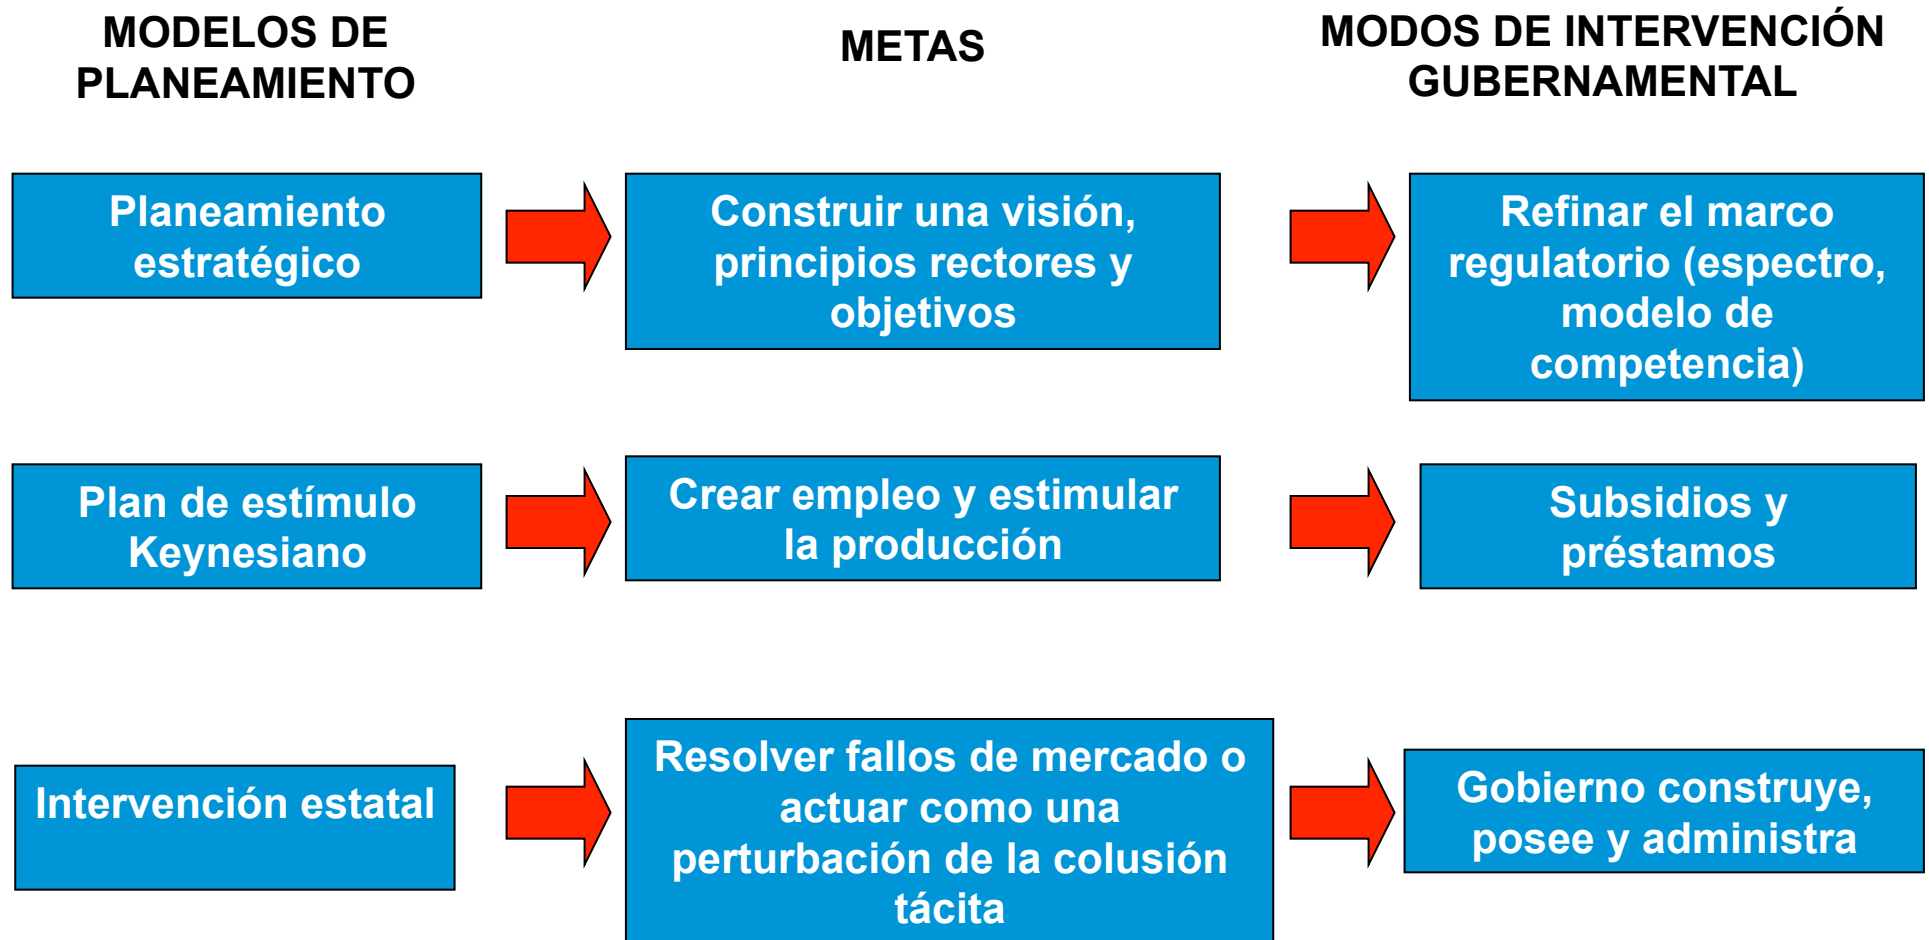 MODELOS DE
PLANEAMIENTO
METAS
MODOS DE INTERVENCIÓN
GUBERNAMENTAL
Planeamiento
estratégico
Construir una visión,
principios rectores y
objetivos
Refinar el marco
regulatorio (espectro,
modelo de
competencia)
Plan de estímulo
Keynesiano
Crear empleo y estimular
la producción
Subsidios y
préstamos
Intervención estatal
Resolver fallos de mercado o
actuar como una
perturbación de la colusión
tácita
Gobierno construye,
posee y administra